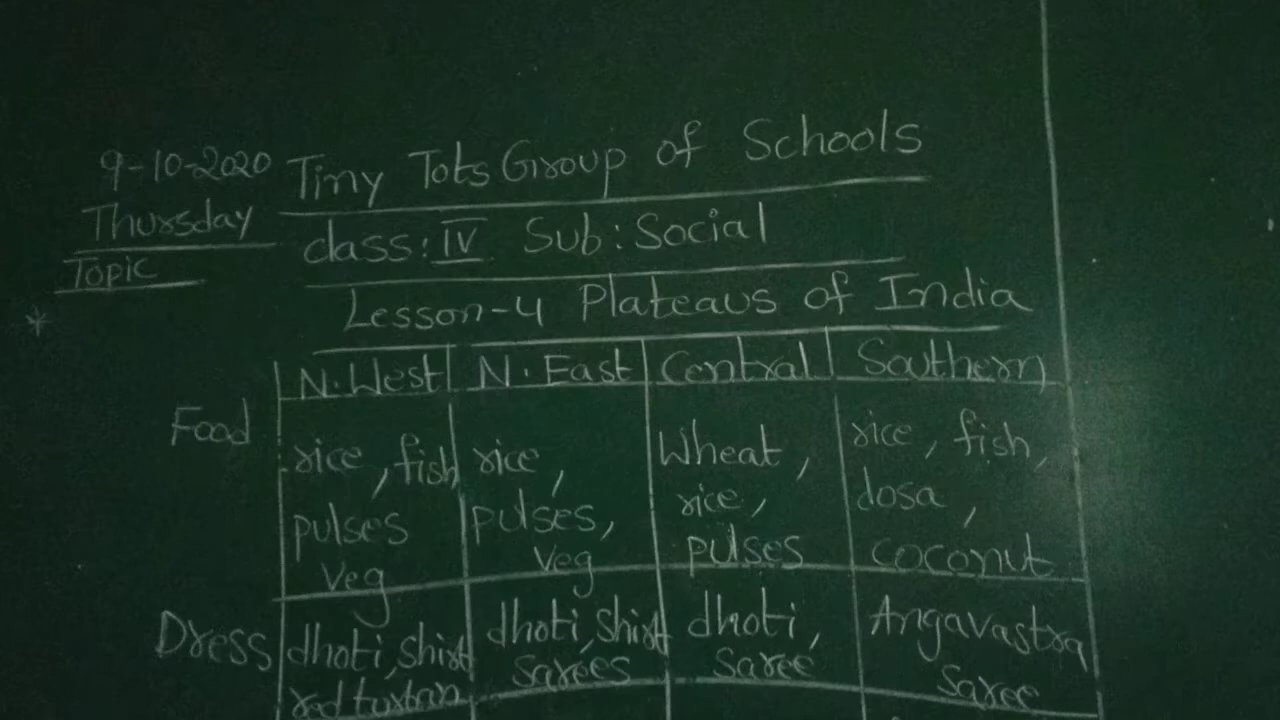 9-10-2020 Tiny Tots Group of Schools
Thursday class: IV Sub: Social
Topic
* Lesson-4 Plateaus of India
N.West N.East Central Southern
Food rice, fish rice, Wheat, rice, fish,
pulses pulses, rice, dosa,
Veg Veg pulses coconut
Dress dhoti, shirt dhoti, shirt dhoti, Angavastra
red turban sarees saree saree